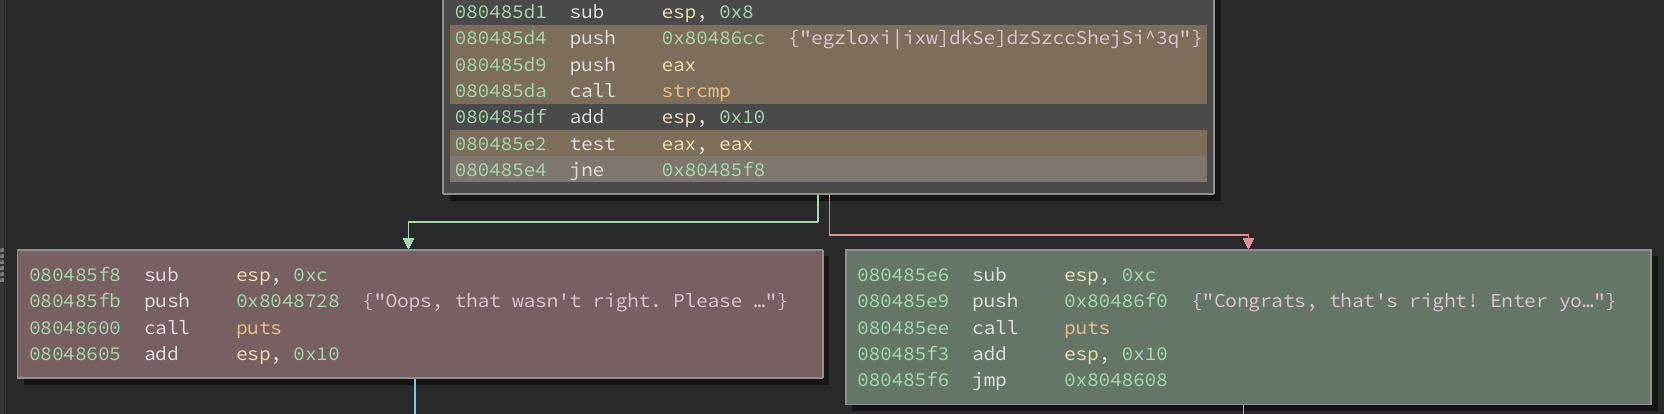 080485d1 sub esp, 0x8
080485d4 push 0x80486cc {"egzloxi|ixw]dkSe]dzSzccShejSi^3q"}
080485d9 push eax
080485da call strcmp
080485df add esp, 0x10
080485e2 test eax, eax
080485e4 jne 0x80485f8
080485f8 sub esp, 0xc
080485fb push 0x8048728 {"Oops, that wasn't right. Please …"}
08048600 call puts
08048605 add esp, 0x10
080485e6 sub esp, 0xc
080485e9 push 0x80486f0 {"Congrats, that's right! Enter yo…"}
080485ee call puts
080485f3 add esp, 0x10
080485f6 jmp 0x8048608